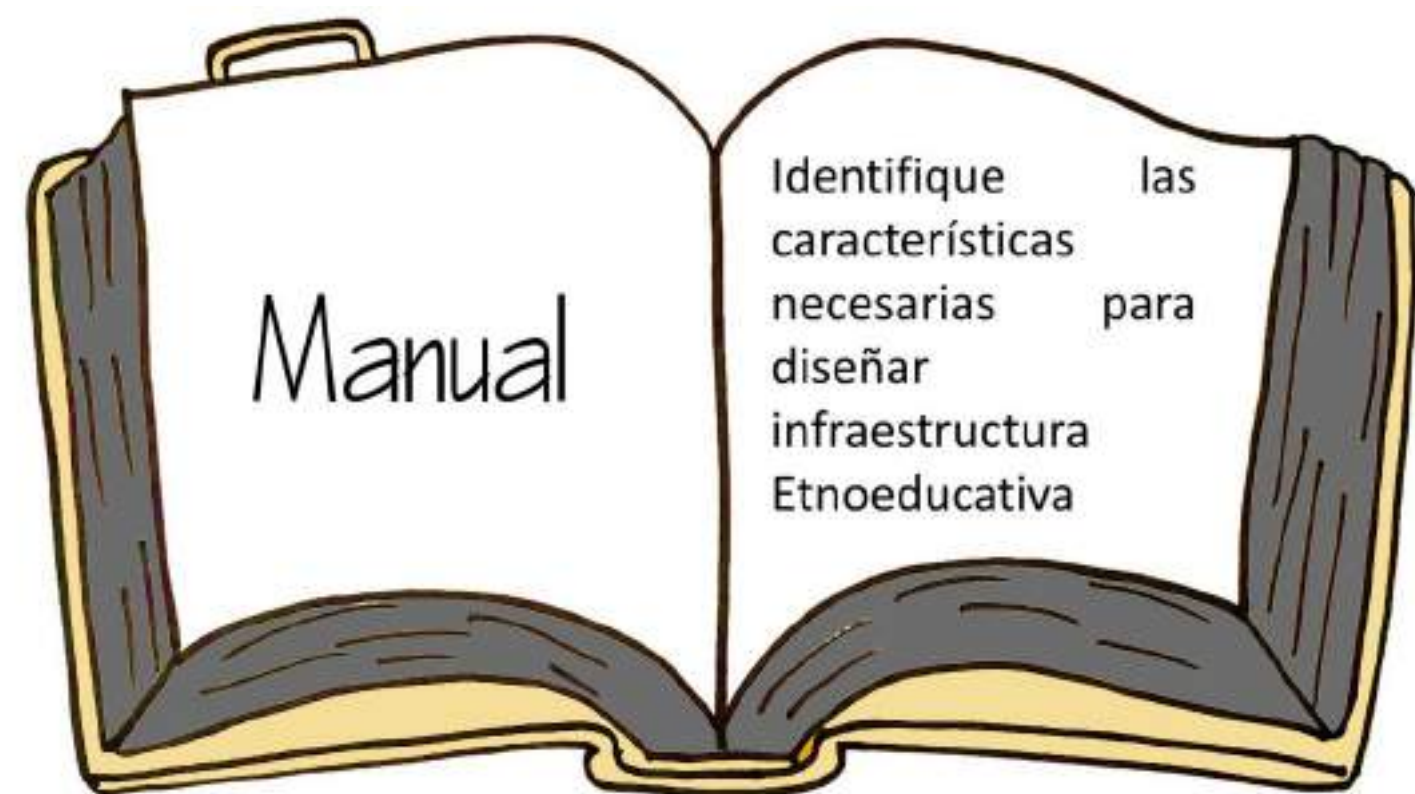 Manual
Identifique las
características
necesarias para
diseñar
infraestructura
Etnoeducativa